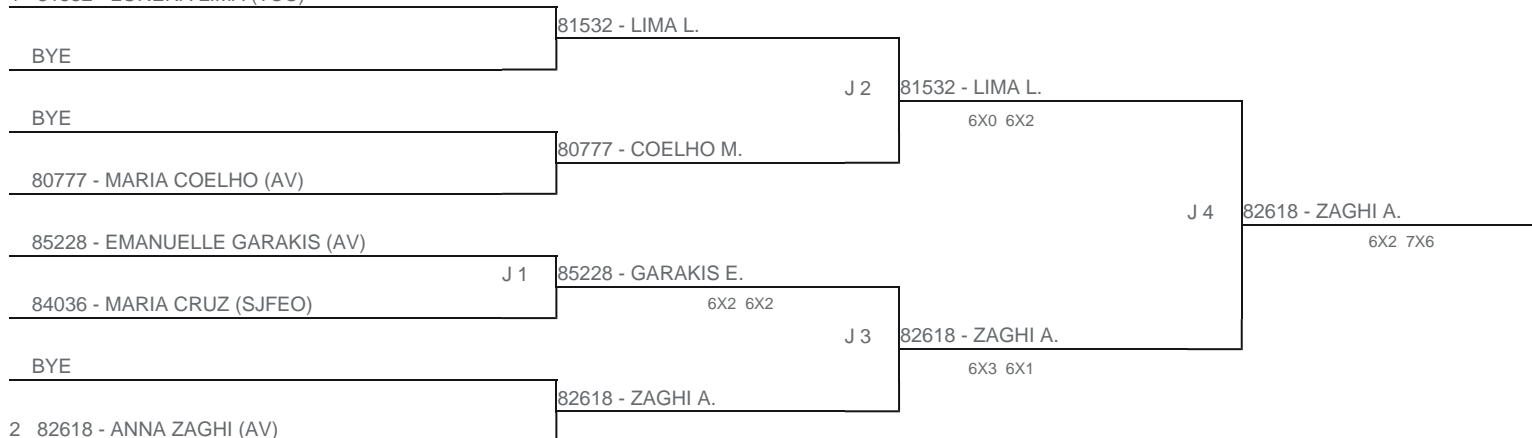 81532 - LIMA L.
BYE
J 2 81532 - LIMA L.
BYE
6X0 6X2
80777 - COELHO M.
80777 - MARIA COELHO (AV)
J 4 82618 - ZAGHI A.
85228 - EMANUELLE GARAKIS (AV)
6X2 7X6
J 1 85228 - GARAKIS E.
84036 - MARIA CRUZ (SJFEO)
6X2 6X2
J 3 82618 - ZAGHI A.
BYE
6X3 6X1
82618 - ZAGHI A.
2 82618 - ANNA ZAGHI (AV)